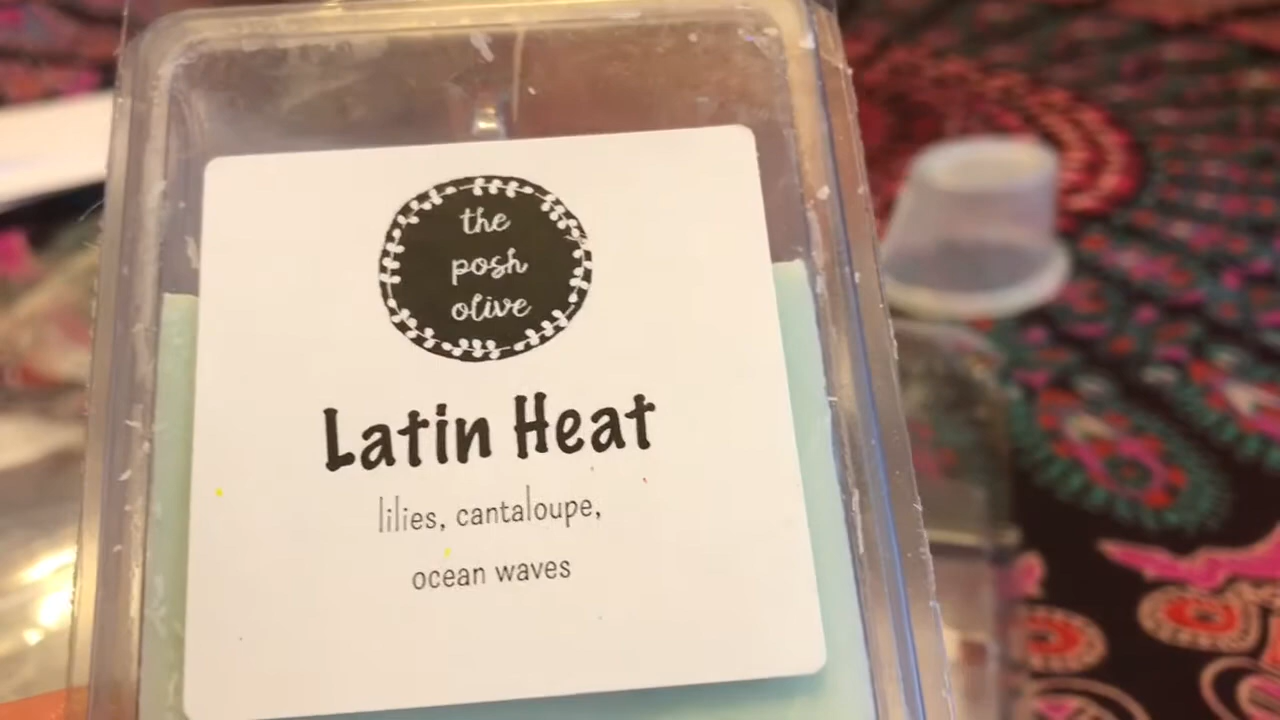 the
posh
olive
Latin Heat
lilies, cantaloupe,
ocean waves